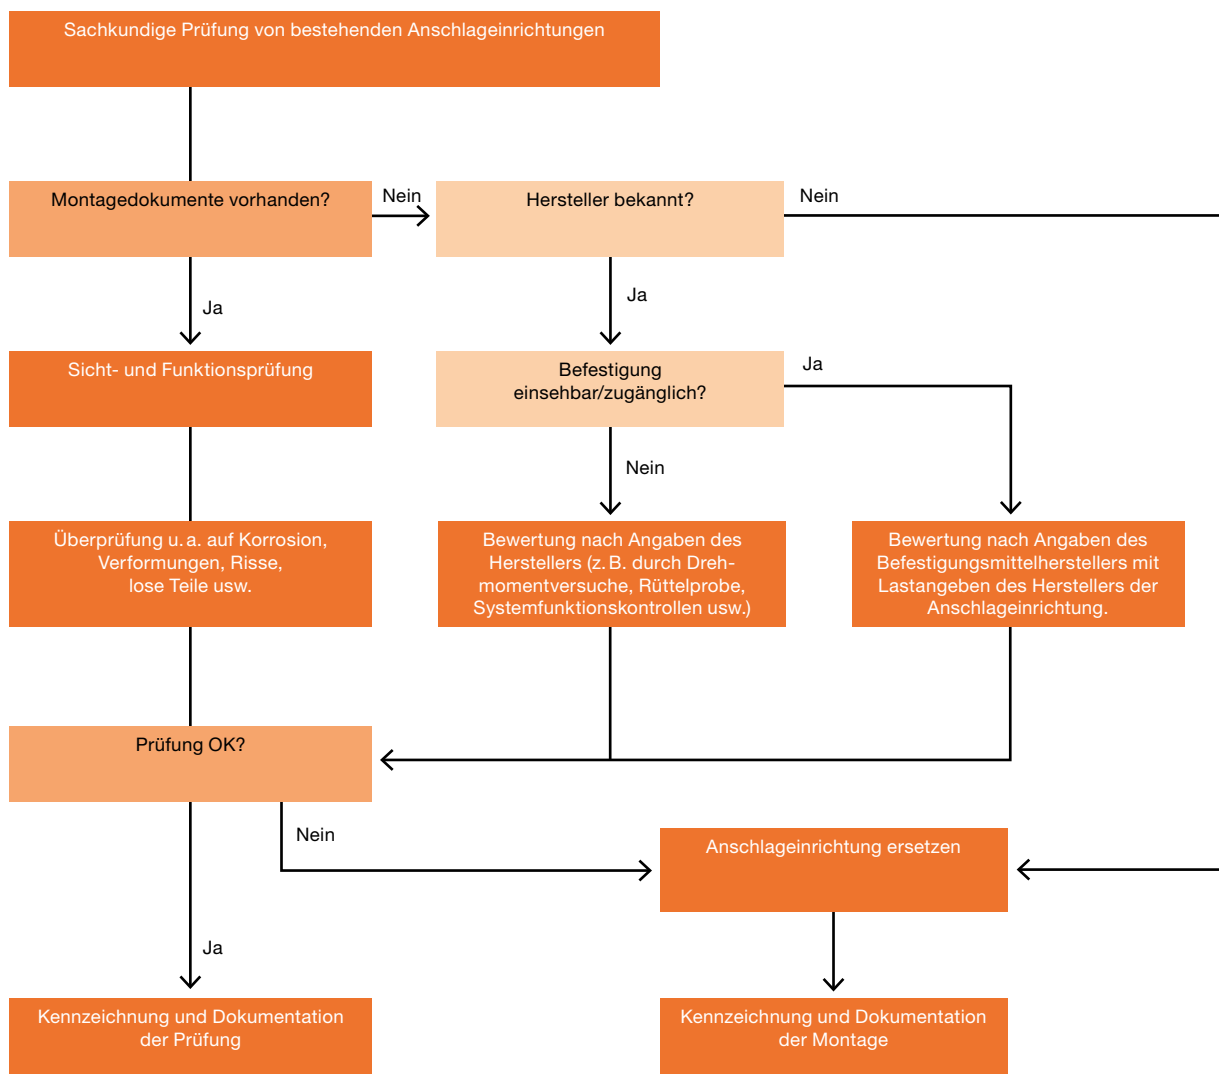 Sachkundige Prüfung von bestehenden Anschlageinrichtungen
Montagedokumente vorhanden?
Nein
Hersteller bekannt?
Nein
Ja
Ja
Sicht- und Funktionsprüfung
Befestigung
einsehbar/zugänglich?
Ja
Nein
Überprüfung u. a. auf Korrosion,
Verformungen, Risse,
lose Teile usw.
Bewertung nach Angaben des
Herstellers (z. B. durch Dreh-
momentversuche, Rüttelprobe,
Systemfunktionskontrollen usw.)
Bewertung nach Angaben des
Befestigungsmittelherstellers mit
Lastangeben des Herstellers der
Anschlageinrichtung.
Prüfung OK?
Nein
Anschlageinrichtung ersetzen
Ja
Kennzeichnung und Dokumentation
der Prüfung
Kennzeichnung und Dokumentation
der Montage